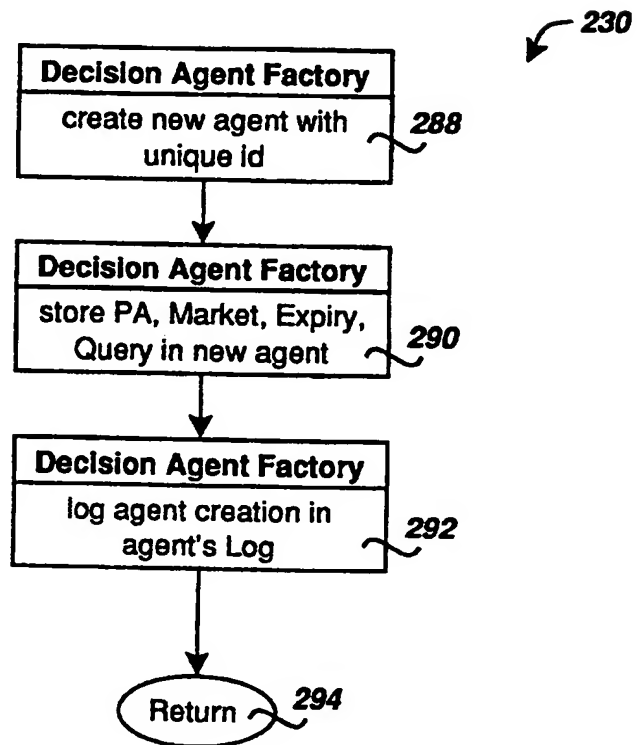 230
Decision Agent Factory
create new agent with
unique id
288
Decision Agent Factory
store PA, Market, Expiry,
Query in new agent
290
Decision Agent Factory
log agent creation in
agent's Log
292
Return
294